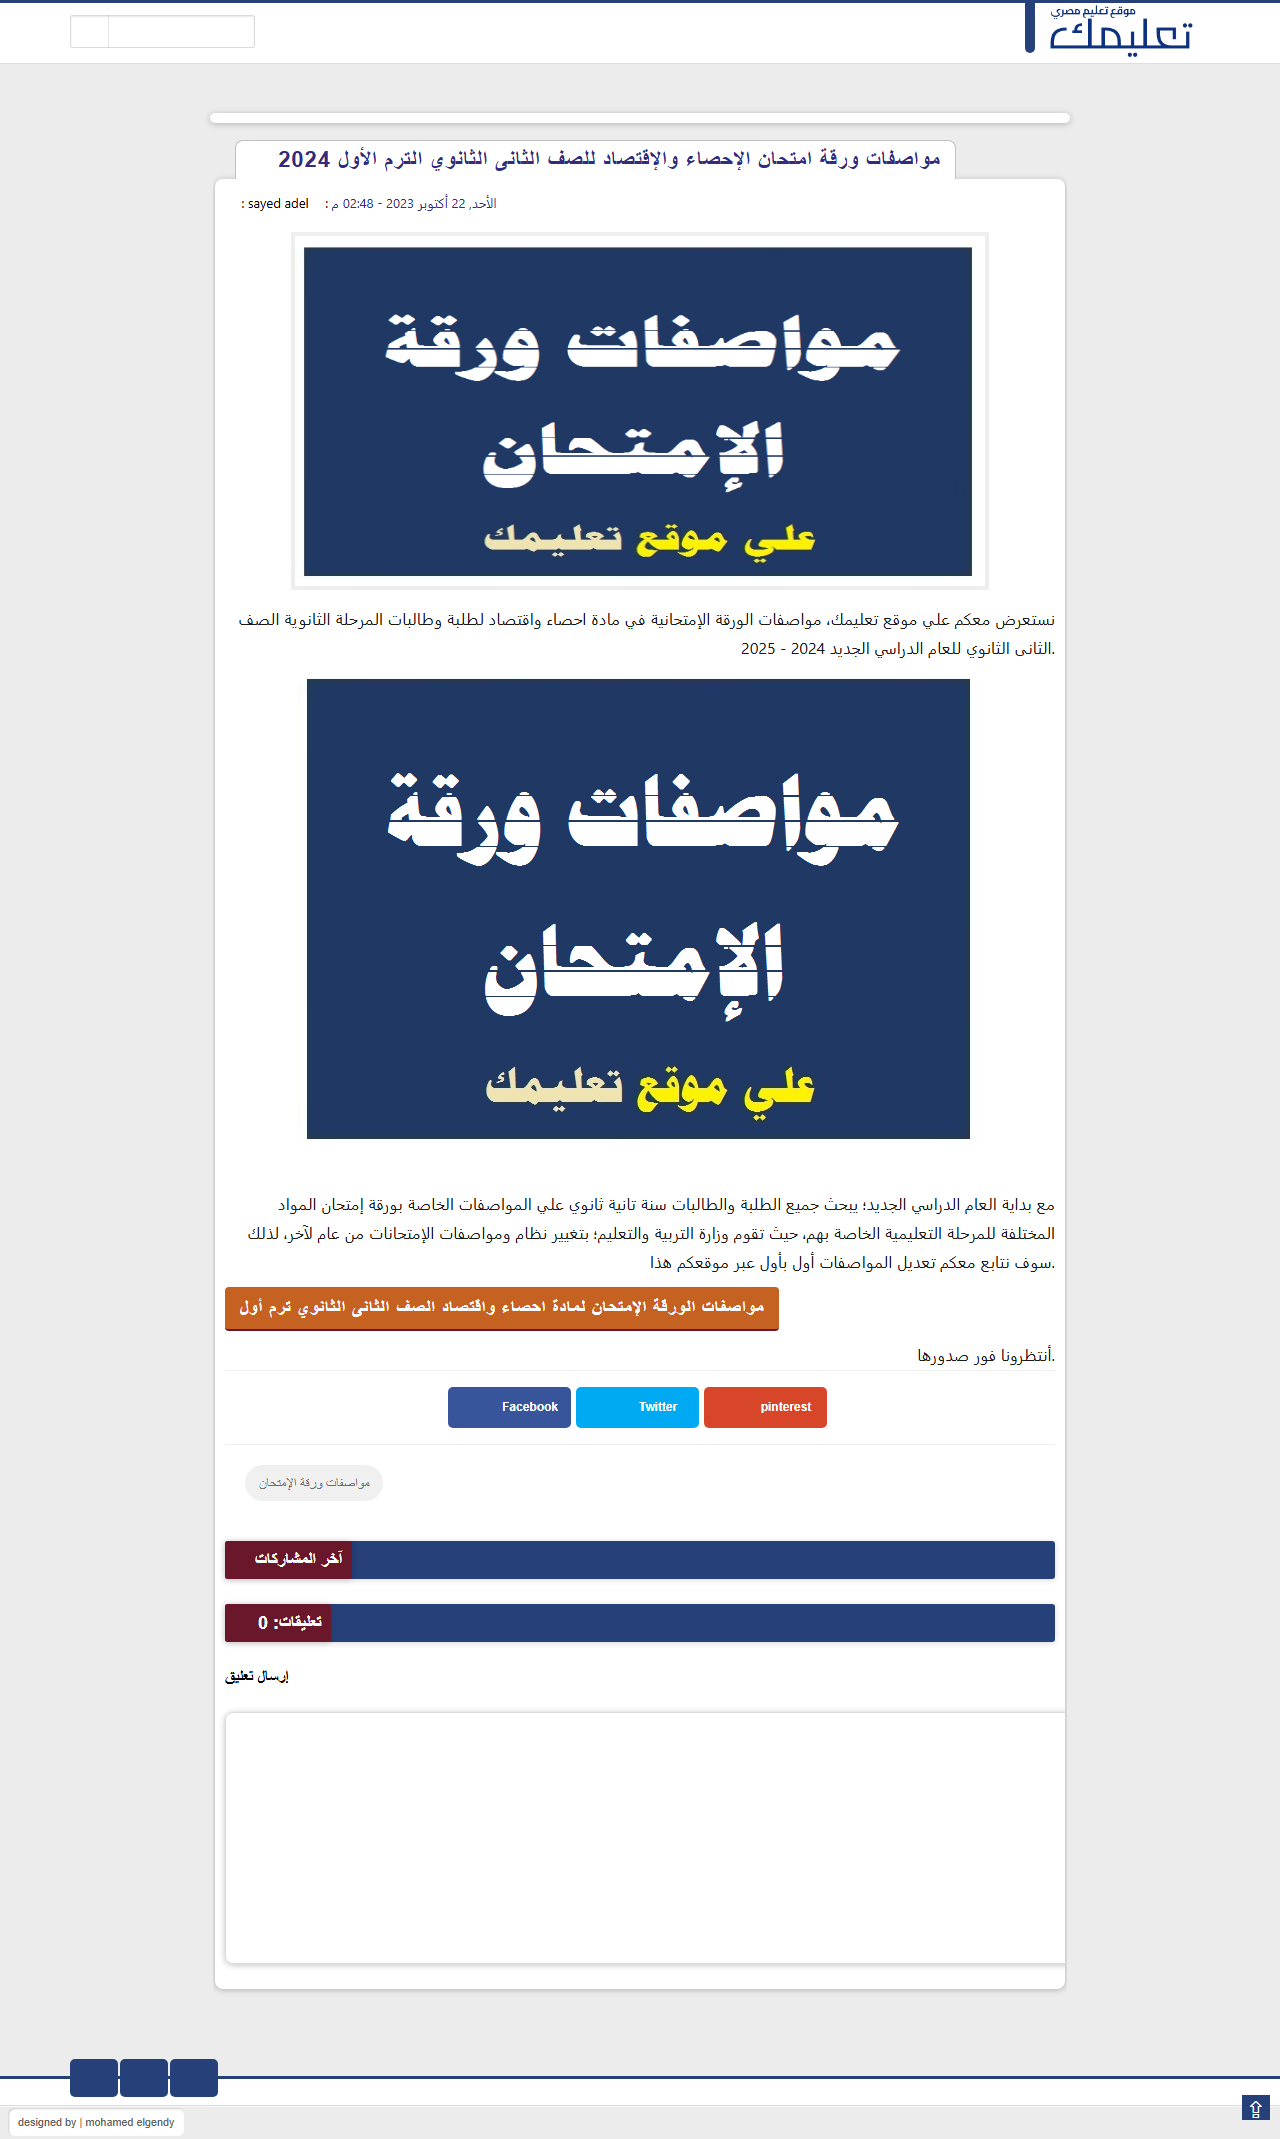 موقع تعليم مصري
تعليمك
مواصفات ورقة امتحان الإحصاء والإقتصاد للصف الثانى الثانوي الترم الأول 2024
: sayed adel
: الأحد, 22 أكتوبر 2023 - 02:48 م
مواصفات ورقة
الإمتحان
علي موقع تعليمك
نستعرض معكم علي موقع تعليمك، مواصفات الورقة الإمتحانية في مادة احصاء واقتصاد لطلبة وطالبات المرحلة الثانوية الصف
الثانى الثانوي للعام الدراسي الجديد 2024 - 2025.
مواصفات ورقة
الإمتحان
علي موقع تعليمك
مع بداية العام الدراسي الجديد؛ يبحث جميع الطلبة والطالبات سنة تانية ثانوي علي المواصفات الخاصة بورقة إمتحان المواد
المختلفة للمرحلة التعليمية الخاصة بهم، حيث تقوم وزارة التربية والتعليم؛ بتغيير نظام ومواصفات الإمتحانات من عام لآخر، لذلك
سوف نتابع معكم تعديل المواصفات أول بأول عبر موقعكم هذا.
مواصفات الورقة الإمتحان لمادة احصاء واقتصاد الصف الثانى الثانوي ترم أول
أنتظرونا فور صدورها.
Facebook
Twitter
pinterest
مواصفات ورقة الإمتحان
آخر المشاركات
تعليقات: 0
إرسال تعليق
designed by | mohamed elgendy